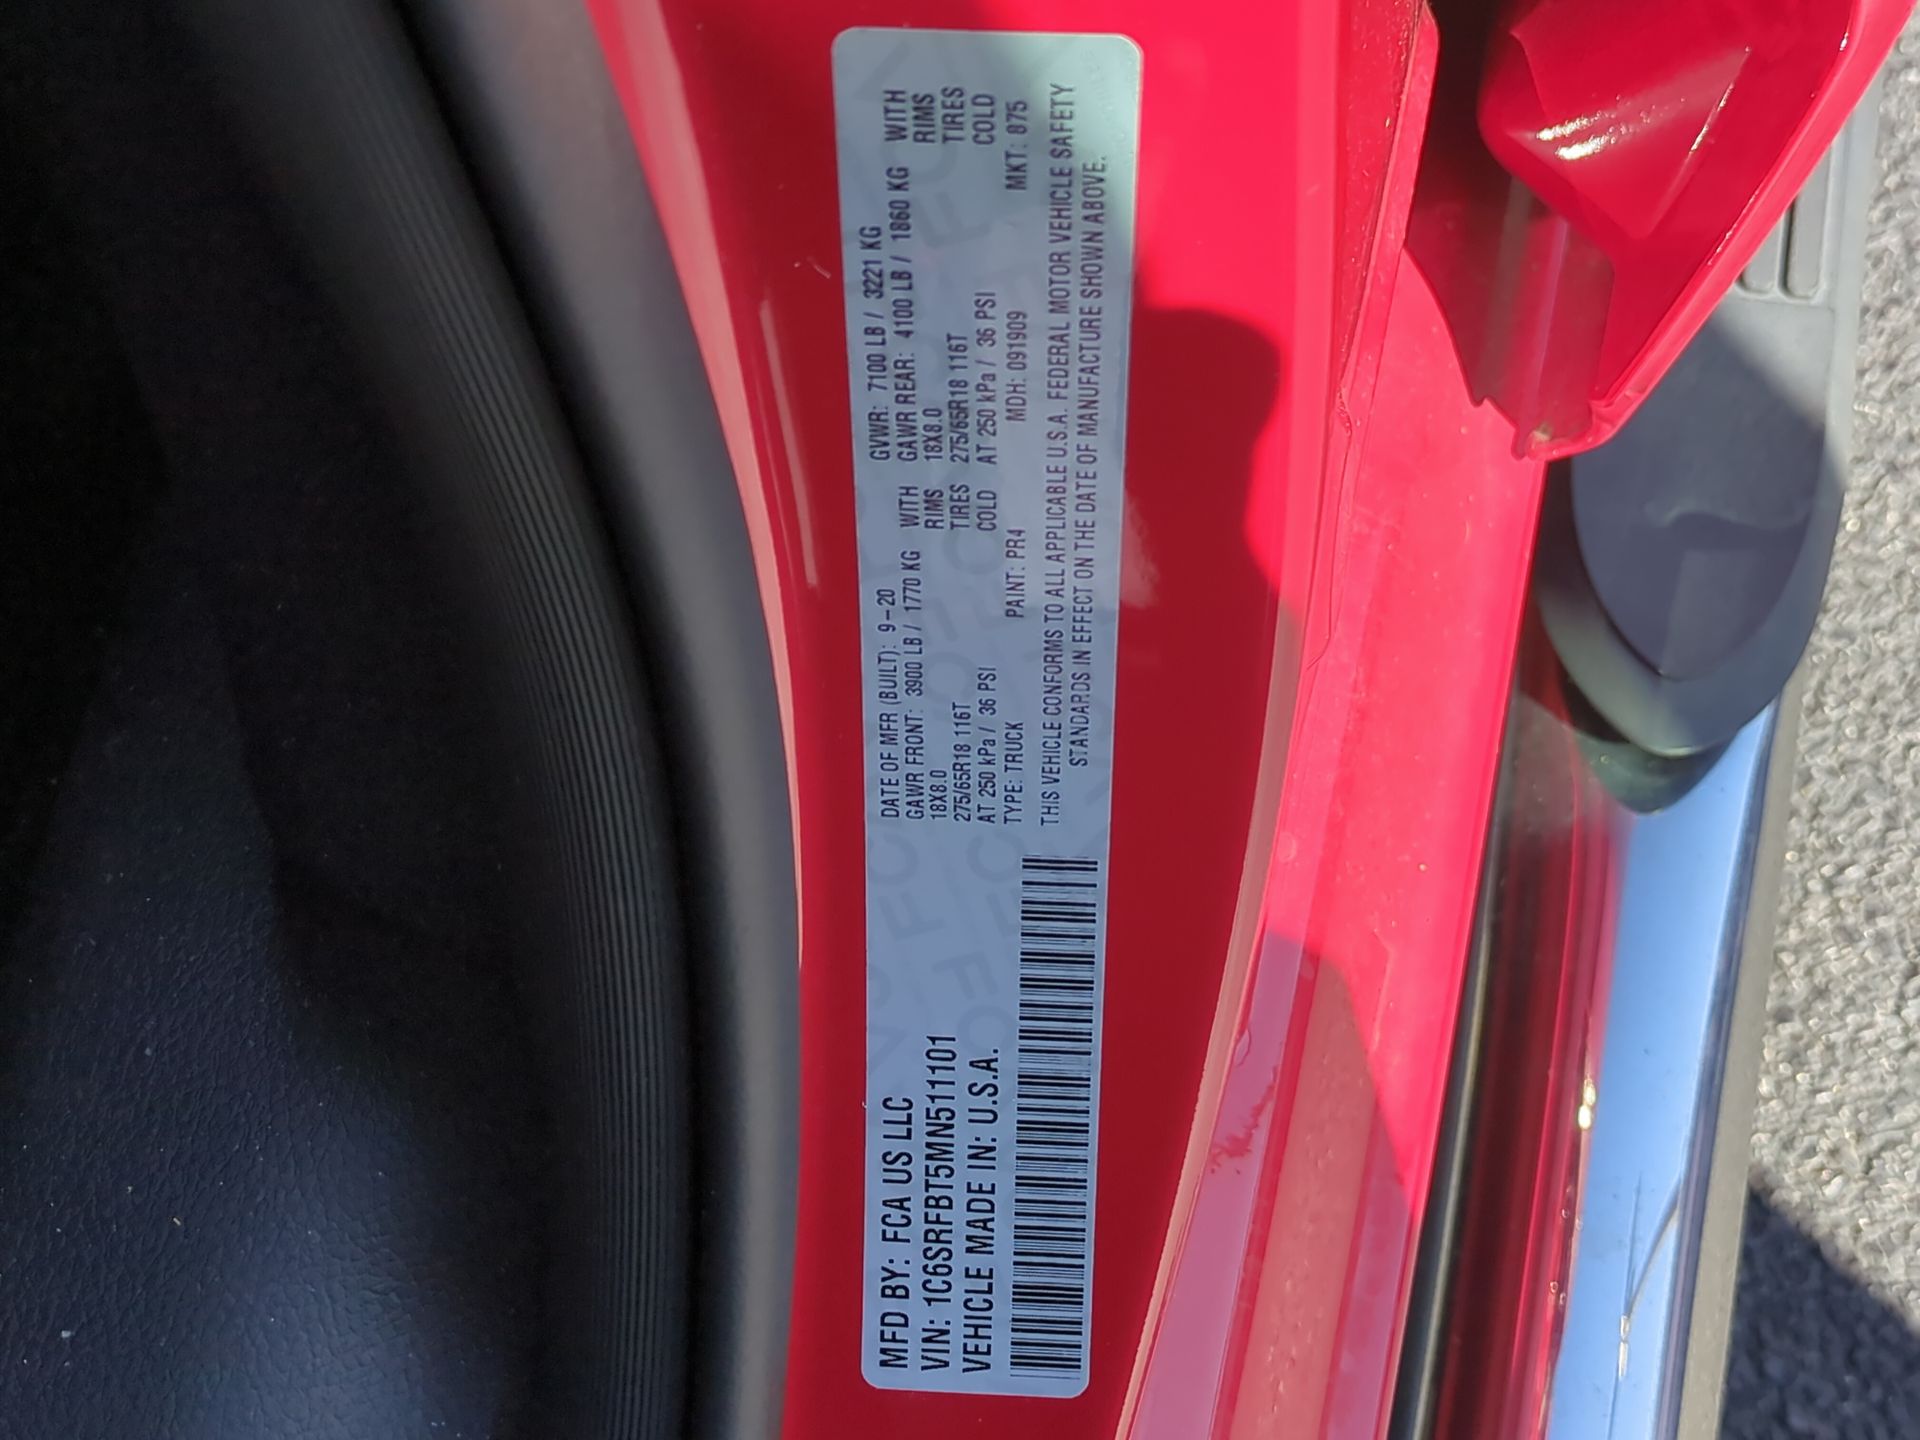 MFD BY: FCA US LLC
VIN: 1C6SRFBT5MN511101
VEHICLE MADE IN: U.S.A.
DATE OF MFR (BUILT): 9-20 GVWR: 7100 LB / 3221 KG
GAWR FRONT: 3900 LB / 1770 KG WITH GAWR REAR: 4100 LB / 1860 KG WITH
18X8.0 RIMS 18X8.0 RIMS
275/65R18 116T TIRES 275/65R18 116T TIRES
AT 250 kPa / 36 PSI COLD AT 250 kPa / 36 PSI COLD
TYPE: TRUCK PAINT: PR4 MDH: 091909 MKT: 875
THIS VEHICLE CONFORMS TO ALL APPLICABLE U.S.A. FEDERAL MOTOR VEHICLE SAFETY
STANDARDS IN EFFECT ON THE DATE OF MANUFACTURE SHOWN ABOVE.